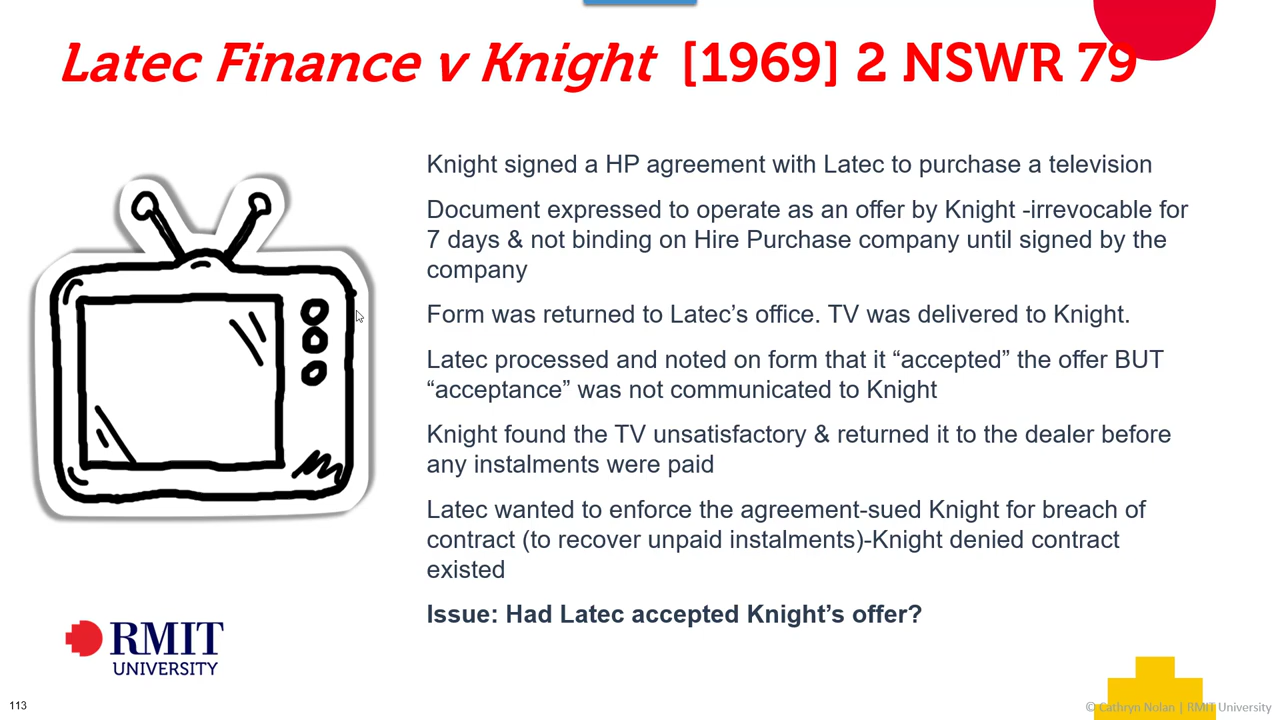 Latec Finance v Knight [1969] 2 NSWR 79
Knight signed a HP agreement with Latec to purchase a television
Document expressed to operate as an offer by Knight -irrevocable for
7 days & not binding on Hire Purchase company until signed by the
company
Form was returned to Latec’s office. TV was delivered to Knight.
Latec processed and noted on form that it “accepted” the offer BUT
“acceptance” was not communicated to Knight
Knight found the TV unsatisfactory & returned it to the dealer before
any instalments were paid
Latec wanted to enforce the agreement-sued Knight for breach of
contract (to recover unpaid instalments)-Knight denied contract
existed
Issue: Had Latec accepted Knight’s offer?
RMIT
UNIVERSITY
113
© Cathryn Nolan | RMIT University